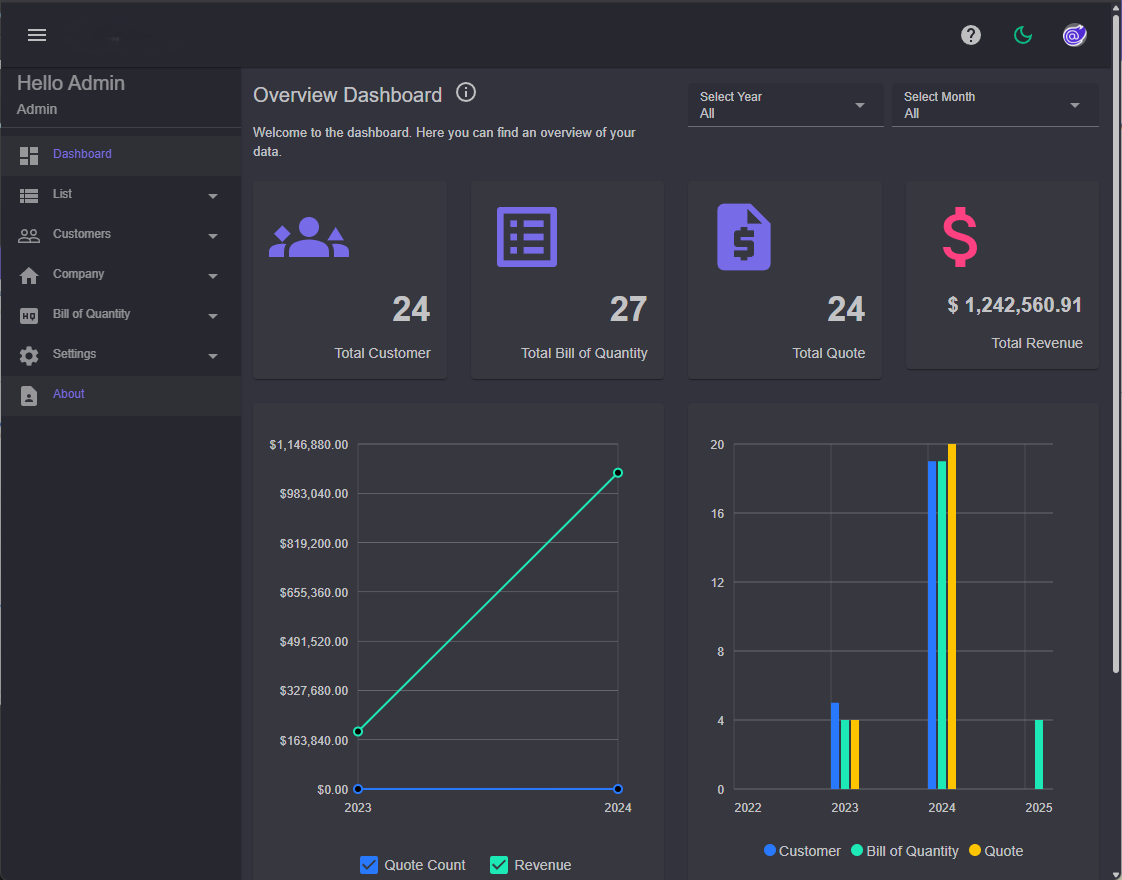 Hello Admin
Admin
Dashboard
List
Customers
Company
HQ
Bill of Quantity
Settings
About
Overview Dashboard
Welcome to the dashboard. Here you can find an overview of your
data.
Select Year
All
Select Month
All
24
Total Customer
27
Total Bill of Quantity
24
Total Quote
$ 1,242,560.91
Total Revenue
$1,146,880.00
$983,040.00
$819,200.00
$655,360.00
$491,520.00
$327,680.00
$163,840.00
$0.00
2023 2024
Quote Count Revenue
20
16
12
8
4
0
2022 2023 2024 2025
Customer Bill of Quantity Quote